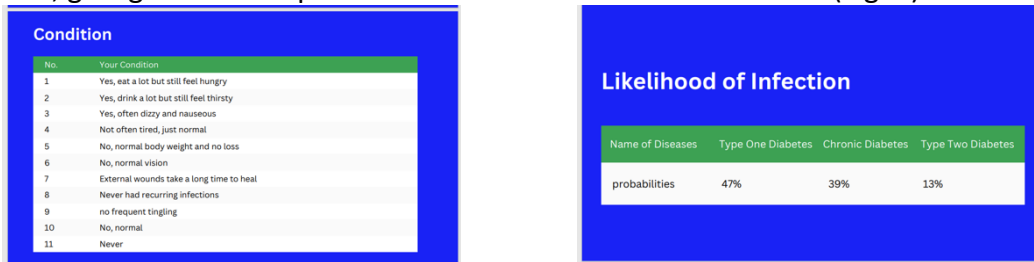 Condition
No. Your Condition
1 Yes, eat a lot but still feel hungry
2 Yes, drink a lot but still feel thirsty
3 Yes, often dizzy and nauseous
4 Not often tired, just normal
5 No, normal body weight and no loss
6 No, normal vision
7 External wounds take a long time to heal
8 Never had recurring infections
9 no frequent tingling
10 No, normal
11 Never
Likelihood of Infection
Name of Diseases Type One Diabetes Chronic Diabetes Type Two Diabetes
probabilities 47% 39% 13%